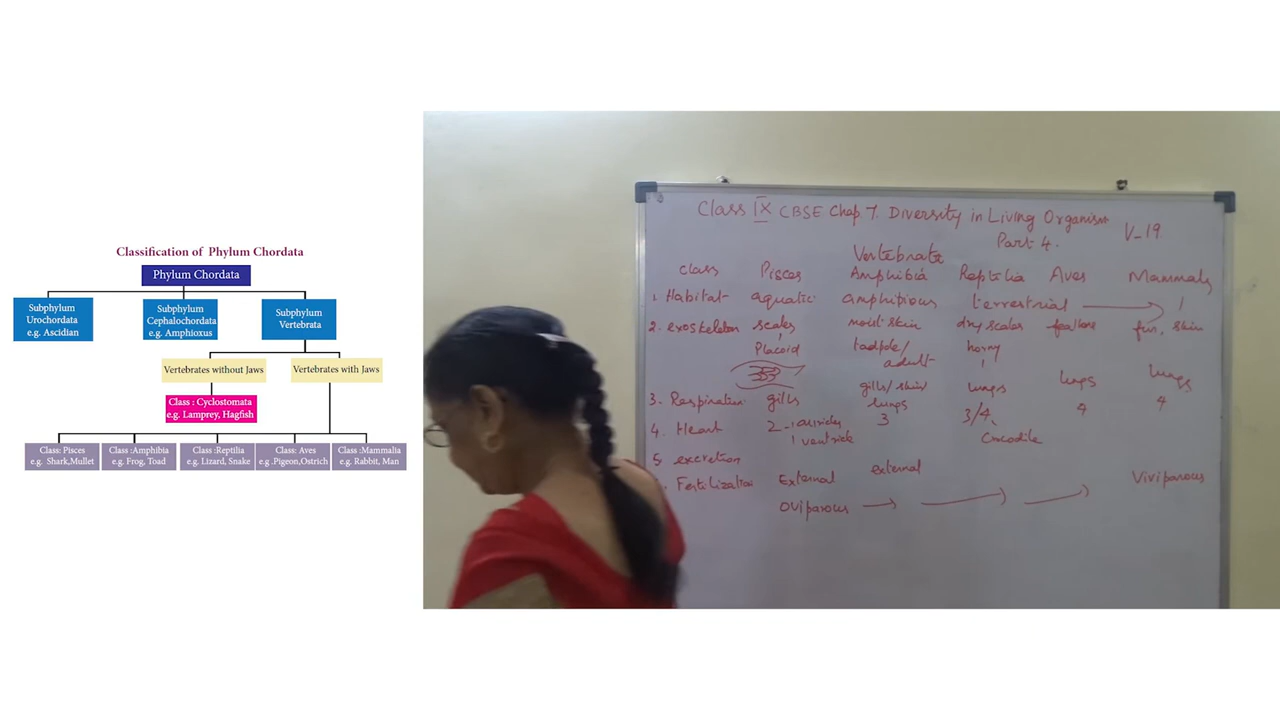 Classification of Phylum Chordata
Phylum Chordata
Subphylum
Urochordata
e.g. Ascidian
Subphylum
Cephalochordata
e.g. Amphioxus
Subphylum
Vertebrata
Vertebrates without Jaws
Vertebrates with Jaws
Class : Cyclostomata
e.g. Lamprey, Hagfish
Class: Pisces
e.g. Shark,Mullet
Class :Amphibia
e.g. Frog, Toad
Class :Reptilia
e.g. Lizard, Snake
Class: Aves
e.g .Pigeon,Ostrich
Class :Mammalia
e.g. Rabbit, Man
Class IX CBSE Chap 7. Diversity in Living Organism
Part 4. V-19
Vertebrate
Class Pisces Amphibia Reptilia Aves Mammals
1. Habitat aquatic amphibious terrestrial
2. exoskeleton scales moist skin dry scales feathers fur, skin
Placoid tadpole/ horny
adult
gills/skin/ lungs lungs lungs
3. Respiration gills lungs
4. Heart 2 - 1 auricles 3 3/4 4 4
1 ventricle Crocodile
5. excretion
Fertilization External external Viviparous
Oviparous